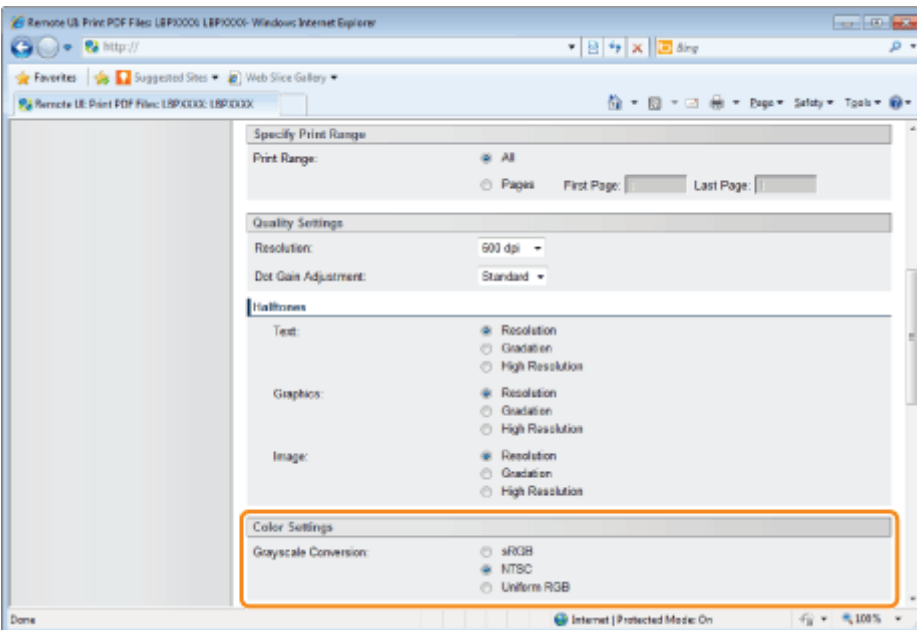 Remote UI: Print PDF Files: LBPXXXX: LBPXXXX - Windows Internet Explorer
http://
Bing
Favorites Suggested Sites Web Slice Gallery
Remote UI: Print PDF Files: LBPXXXX: LBPXXXX
Page Safety Tools
Specify Print Range
Print Range: All
Pages First Page: 1 Last Page: 1
Quality Settings
Resolution: 600 dpi
Dot Gain Adjustment: Standard
Halftones
Text: Resolution
Gradation
High Resolution
Graphics: Resolution
Gradation
High Resolution
Image: Resolution
Gradation
High Resolution
Color Settings
Grayscale Conversion: sRGB
NTSC
Uniform RGB
Done Internet | Protected Mode: On 100%